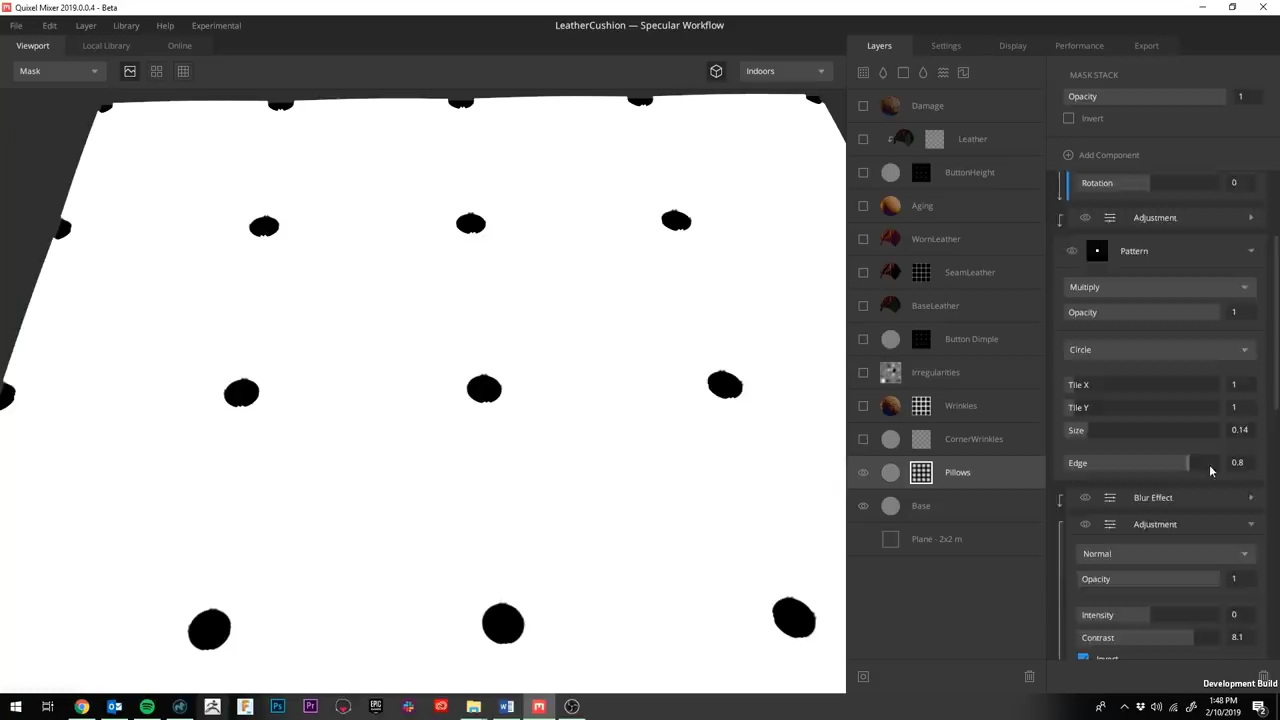 Quixel Mixer 2019.0.0.4 - Beta
File Edit Layer Library Help Experimental
LeatherCushion — Specular Workflow
Viewport Local Library Online
Layers Settings Display Performance Export
Mask
Indoors
MASK STACK
Opacity 1
Invert
Add Component
Rotation 0
Adjustment
Pattern
Multiply
Opacity 1
Circle
Tile X 1
Tile Y 1
Size 0.14
Edge 0.8
Blur Effect
Adjustment
Normal
Opacity 1
Intensity 0
Contrast 8.1
Invert
Damage
Leather
ButtonHeight
Aging
WornLeather
SeamLeather
BaseLeather
Button Dimple
Irregularities
Wrinkles
CornerWrinkles
Pillows
Base
Plane - 2x2 m
Development Build
1:48 PM
2/10/2019